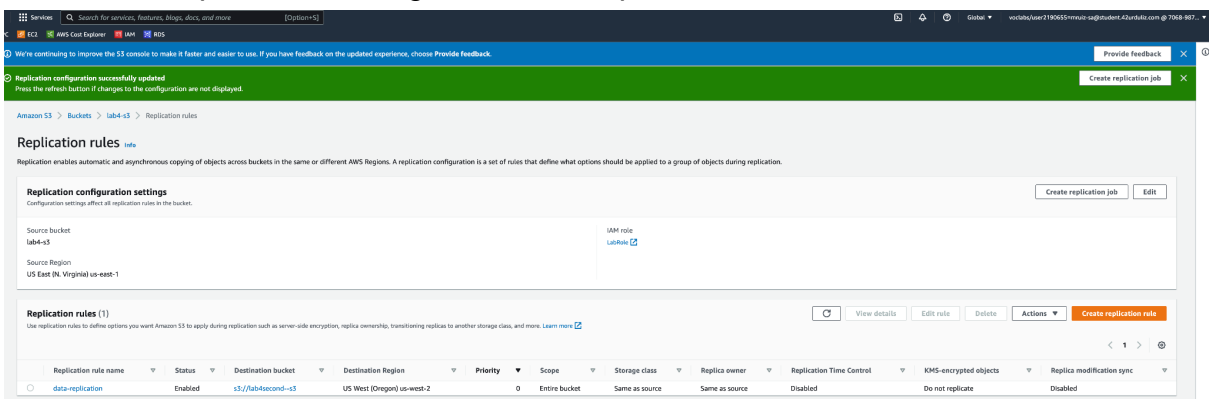 Services
Search for services, features, blogs, docs, and more
[Option+S]
Global ▼
voclabs/user2190655=mruiz-sa@student.42urduliz.com @ 7068-987... ▼
EC2 AWS Cost Explorer IAM RDS
We're continuing to improve the S3 console to make it faster and easier to use. If you have feedback on the updated experience, choose Provide feedback.
Provide feedback
Replication configuration successfully updated
Press the refresh button if changes to the configuration are not displayed.
Create replication job
Amazon S3 > Buckets > lab4-s3 > Replication rules
Replication rules Info
Replication enables automatic and asynchronous copying of objects across buckets in the same or different AWS Regions. A replication configuration is a set of rules that define what options should be applied to a group of objects during replication.
Replication configuration settings
Configuration settings affect all replication rules in the bucket.
Create replication job
Edit
Source bucket
lab4-s3
IAM role
LabRole
Source Region
US East (N. Virginia) us-east-1
Replication rules (1)
Use replication rules to define options you want Amazon S3 to apply during replication such as server-side encryption, replica ownership, transitioning replicas to another storage class, and more. Learn more
View details
Edit rule
Delete
Actions ▼
Create replication rule
< 1 >
Replication rule name Status Destination bucket Destination Region Priority Scope Storage class Replica owner Replication Time Control KMS-encrypted objects Replica modification sync
data-replication Enabled s3://lab4second--s3 US West (Oregon) us-west-2 0 Entire bucket Same as source Same as source Disabled Do not replicate Disabled